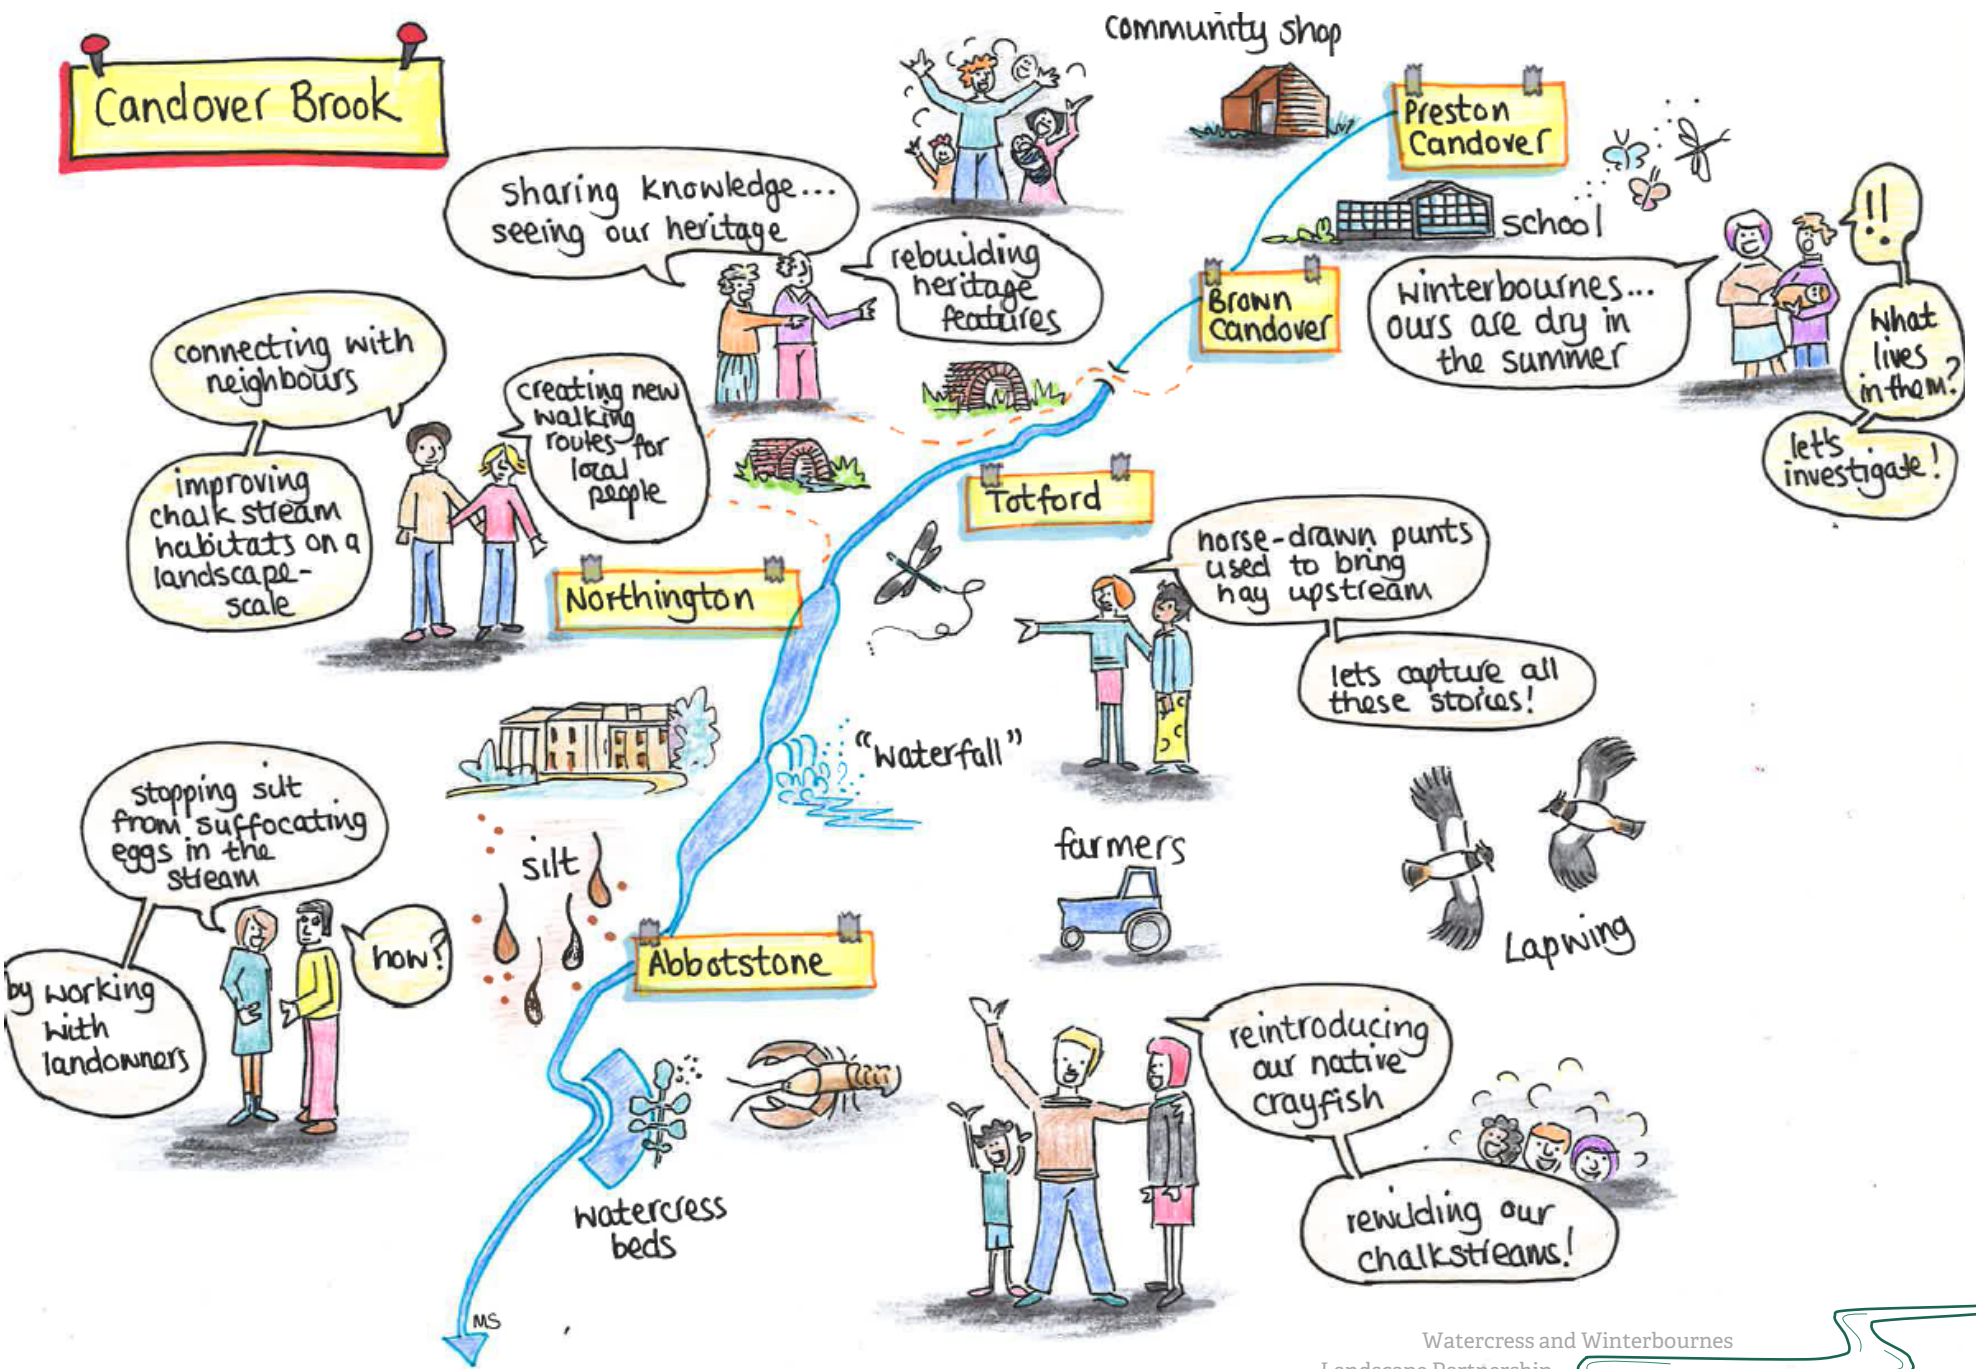 Candover Brook
community shop
Preston
Candover
school
sharing knowledge...
seeing our heritage
rebuilding
heritage
features
Brown
Candover
winterbournes...
ours are dry in
the summer
!!
what
lives
in them?
let's
investigate!
connecting with
neighbours
improving
chalk stream
habitats on a
landscape-
scale
creating new
walking
routes for
local
people
Totford
Northington
horse-drawn punts
used to bring
hay upstream
lets capture all
these stories!
"waterfall"
stopping silt
from suffocating
eggs in the
stream
how?
by working
with
landowners
silt
farmers
Lapwing
Abbotstone
reintroducing
our native
crayfish
rewilding our
chalkstreams!
watercress
beds
MS
Watercress and Winterbournes
Landscape Partnership